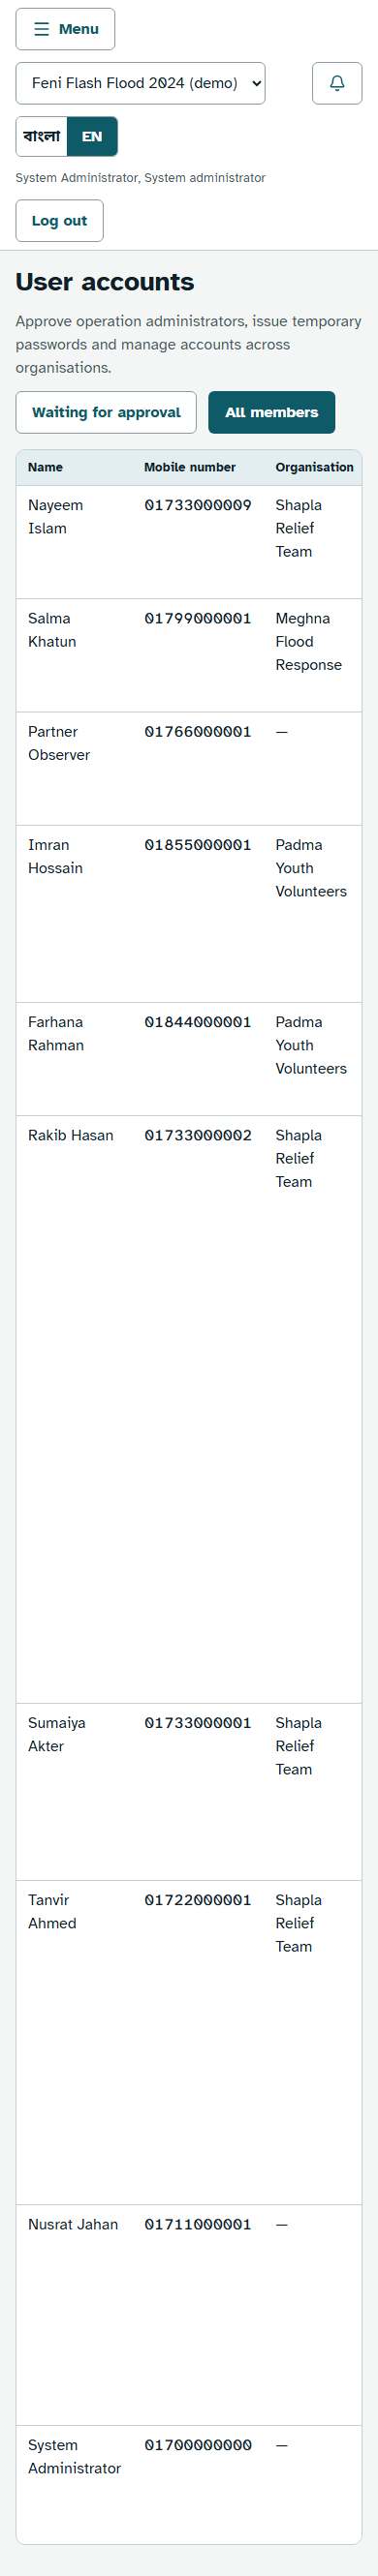 Menu
Feni Flash Flood 2024 (demo)
বাংলা EN
System Administrator, System administrator
Log out
User accounts
Approve operation administrators, issue temporary
passwords and manage accounts across
organisations.
Waiting for approval All members
Name Mobile number Organisation
Nayeem Islam 01733000009 Shapla Relief Team
Salma Khatun 01799000001 Meghna Flood Response
Partner Observer 01766000001 —
Imran Hossain 01855000001 Padma Youth Volunteers
Farhana Rahman 01844000001 Padma Youth Volunteers
Rakib Hasan 01733000002 Shapla Relief Team
Sumaiya Akter 01733000001 Shapla Relief Team
Tanvir Ahmed 01722000001 Shapla Relief Team
Nusrat Jahan 01711000001 —
System Administrator 01700000000 —